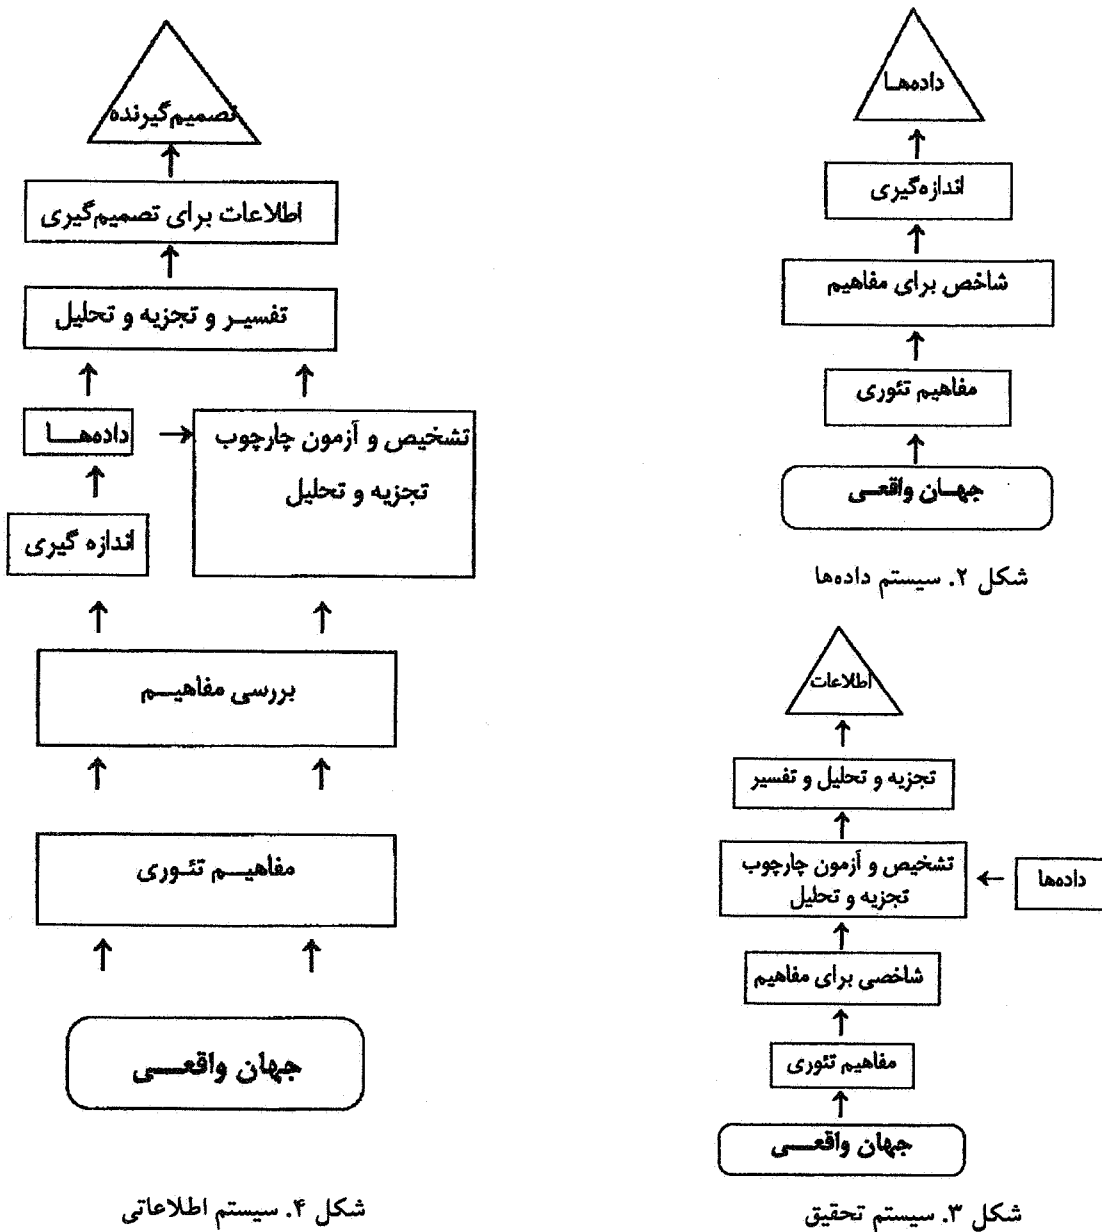 داده‌ها
اندازه‌گیری
شاخص برای مفاهیم
مفاهیم تئوری
جهان واقعی
شکل ۲. سیستم داده‌ها
اطلاعات
تجزیه و تحلیل و تفسیر
تشخیص و آزمون چارچوب
تجزیه و تحلیل
داده‌ها
شاخصی برای مفاهیم
مفاهیم تئوری
جهان واقعی
شکل ۳. سیستم تحقیق
تصمیم‌گیرنده
اطلاعات برای تصمیم‌گیری
تفسیر و تجزیه و تحلیل
تشخیص و آزمون چارچوب
تجزیه و تحلیل
داده‌ها
اندازه گیری
بررسی مفاهیم
مفاهیم تئوری
جهان واقعی
شکل ۴. سیستم اطلاعاتی